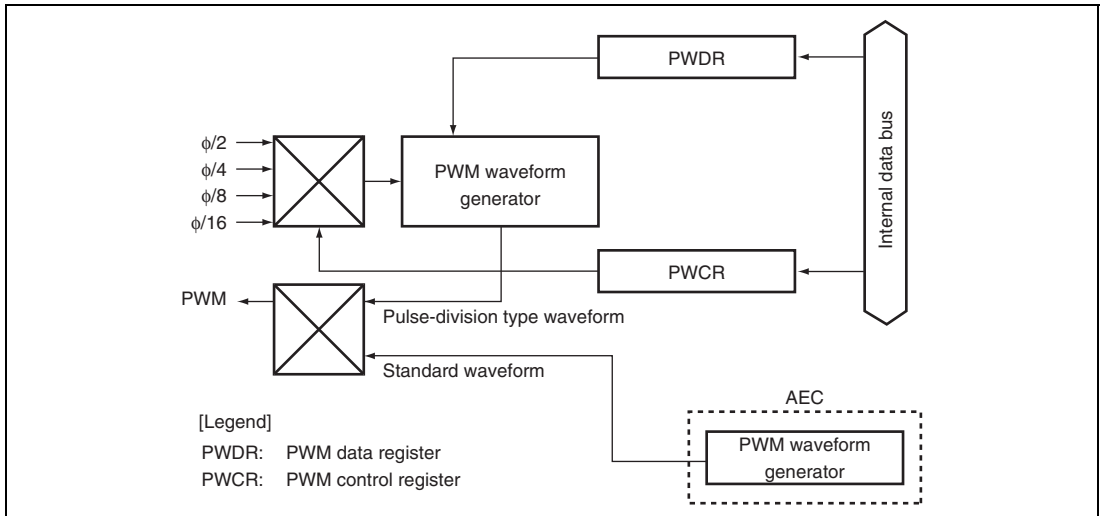 PWDR
Internal data bus
ϕ/2
ϕ/4
ϕ/8
ϕ/16
PWM waveform
generator
PWCR
PWM
Pulse-division type waveform
Standard waveform
AEC
PWM waveform
generator
[Legend]
PWDR: PWM data register
PWCR: PWM control register